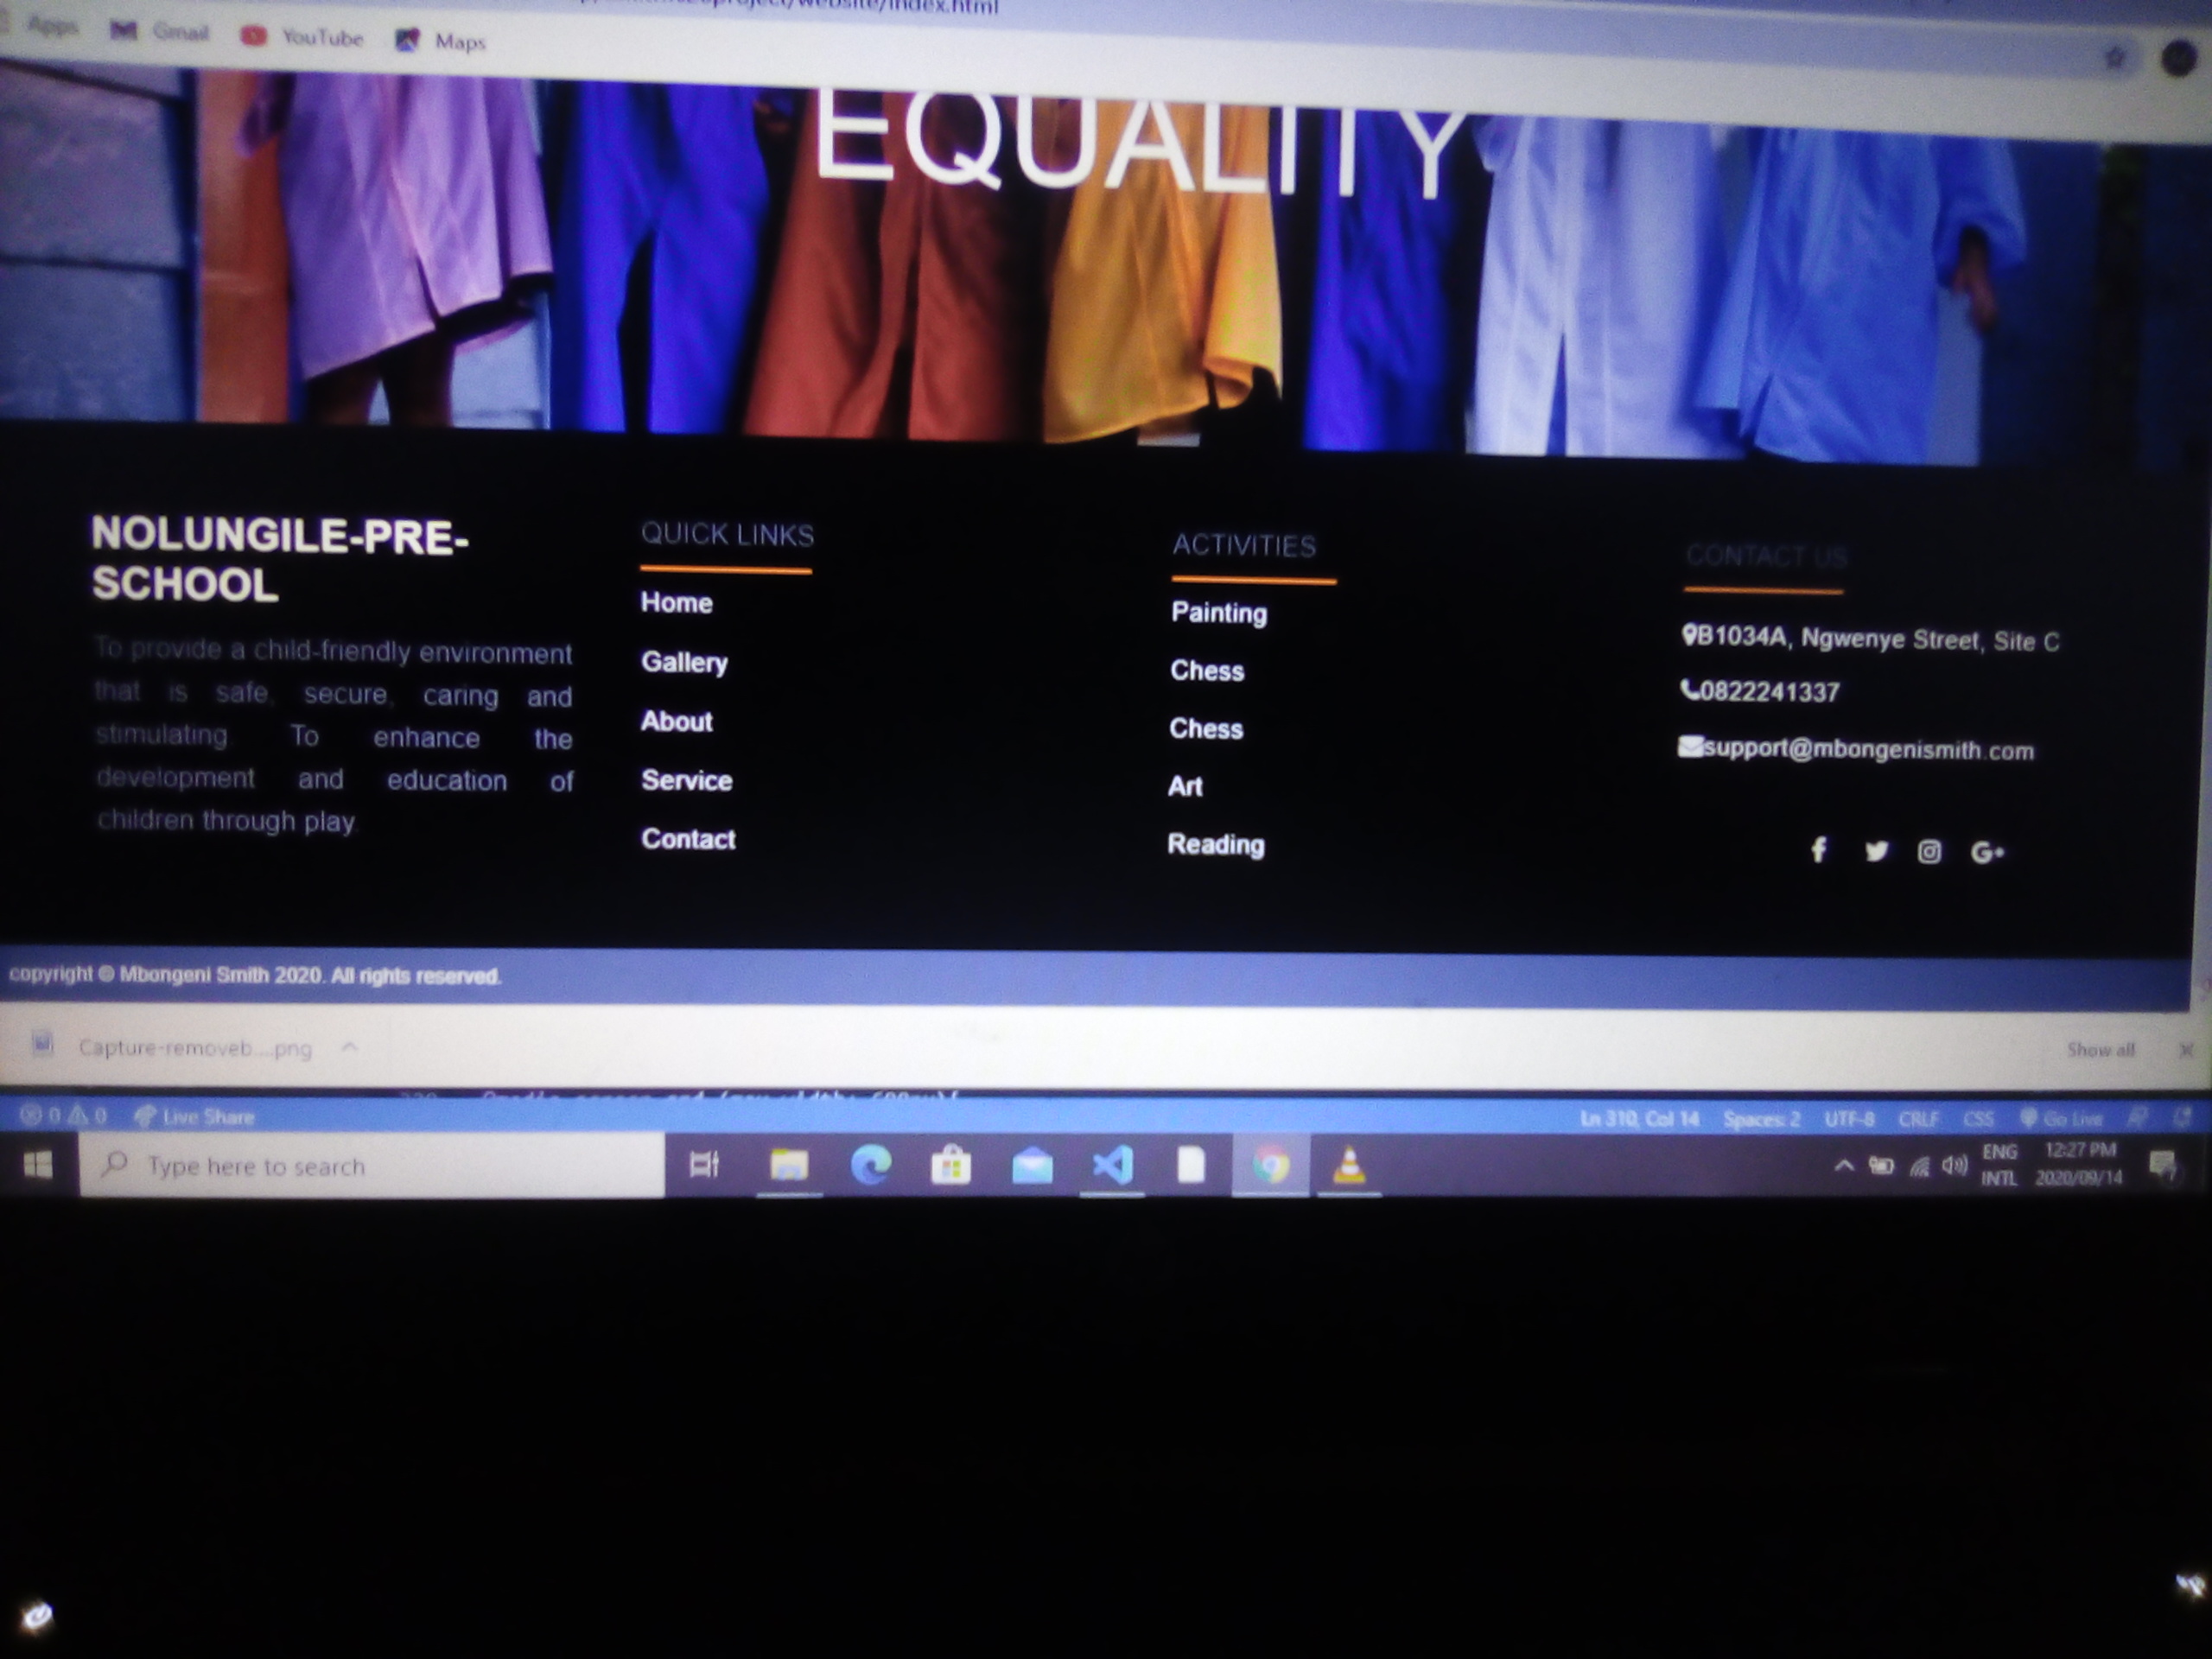 project/website/index.html
Apps Gmail YouTube Maps
EQUALITY
NOLUNGILE-PRE-
SCHOOL
To provide a child-friendly environment
that is safe, secure, caring and
stimulating. To enhance the
development and education of
children through play
QUICK LINKS
Home
Gallery
About
Service
Contact
ACTIVITIES
Painting
Chess
Chess
Art
Reading
CONTACT US
B1034A, Ngwenye Street, Site C
0822241337
support@mbongenismith.com
copyright © Mbongeni Smith 2020. All rights reserved.
Capture-removeb....png
Show all
0 0 Live Share
Ln 310, Col 14 Spaces: 2 UTF-8 CRLF CSS Go Live
Type here to search
ENG
INTL
12:27 PM
2020/09/14